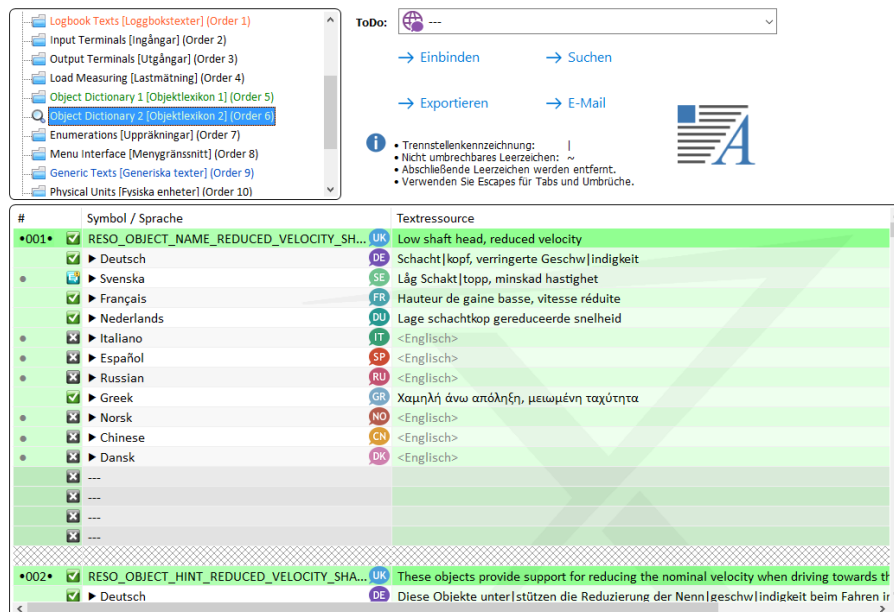 Logbook Texts [Loggbokstexter] (Order 1)
Input Terminals [Ingångar] (Order 2)
Output Terminals [Utgångar] (Order 3)
Load Measuring [Lastmätning] (Order 4)
Object Dictionary 1 [Objektlexikon 1] (Order 5)
Object Dictionary 2 [Objektlexikon 2] (Order 6)
Enumerations [Uppräkningar] (Order 7)
Menu Interface [Menygränssnitt] (Order 8)
Generic Texts [Generiska texter] (Order 9)
Physical Units [Fysiska enheter] (Order 10)
ToDo: ---
→ Einbinden → Suchen
→ Exportieren → E-Mail
• Trennstellenkennzeichnung: |
• Nicht umbrechbares Leerzeichen: ~
• Abschließende Leerzeichen werden entfernt.
• Verwenden Sie Escapes für Tabs und Umbrüche.
A
# Symbol / Sprache Textressource
•001• RESO_OBJECT_NAME_REDUCED_VELOCITY_SH... UK Low shaft head, reduced velocity
▶ Deutsch DE Schacht|kopf, verringerte Geschw|indigkeit
● ▶ Svenska SE Låg Schakt|topp, minskad hastighet
▶ Français FR Hauteur de gaine basse, vitesse réduite
▶ Nederlands DU Lage schachtkop gereduceerde snelheid
● ▶ Italiano IT <Englisch>
● ▶ Español SP <Englisch>
● ▶ Russian RU <Englisch>
▶ Greek GR Χαμηλή άνω απόληξη, μειωμένη ταχύτητα
● ▶ Norsk NO <Englisch>
● ▶ Chinese CN <Englisch>
● ▶ Dansk DK <Englisch>
---
---
---
---
•002• RESO_OBJECT_HINT_REDUCED_VELOCITY_SHA... UK These objects provide support for reducing the nominal velocity when driving towards th
▶ Deutsch DE Diese Objekte unter|stützen die Reduzierung der Nenn|geschw|indigkeit beim Fahren in